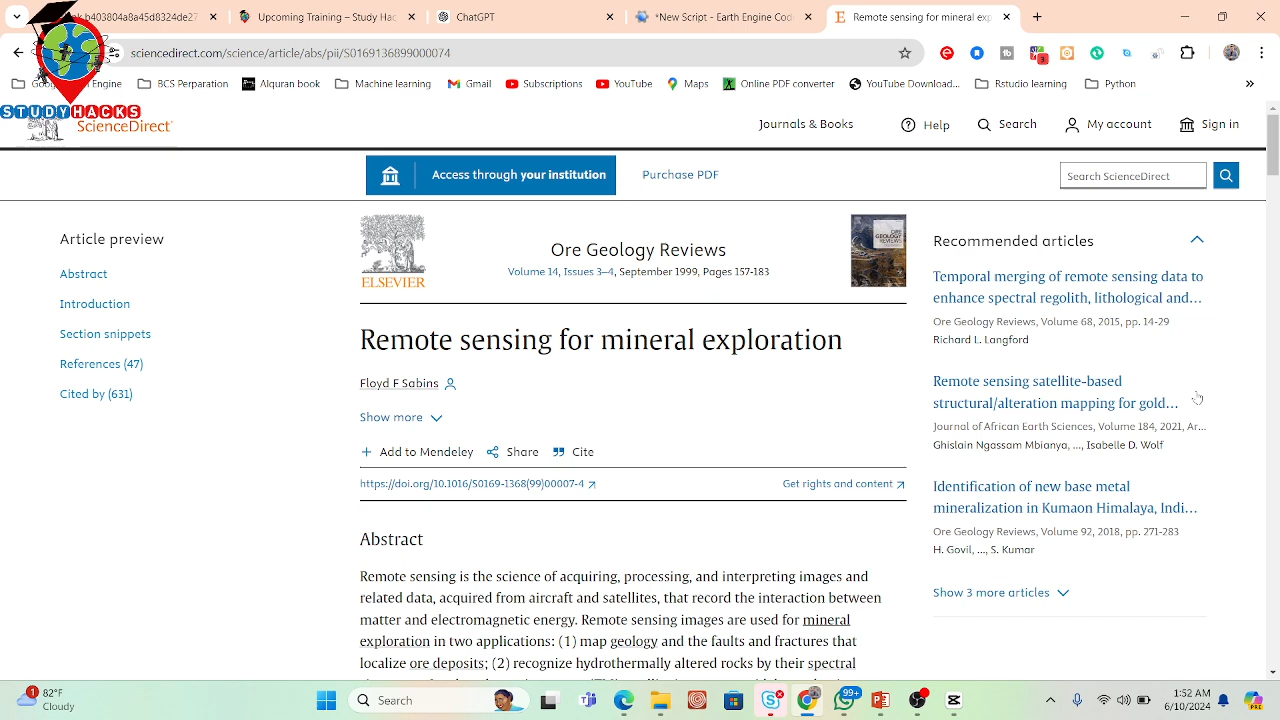 k.b0403801d58324de27
Upcoming Training – Study Hac
ChatGPT
*New Script - Earth
Remote sensing for mineral exp
sciencedirect.com/science/article/abs/pii/S0169136899000074
3
Engine
RCS Perparation
Alquran book
Machine learning
Gmail
Subscriptions
YouTube
Maps
Online PDF converter
YouTube Download...
Rstudio learning
Python
STUDYHACKS
ScienceDirect
Journals & Books
Help
Search
My account
Sign in
Access through your institution
Purchase PDF
Search ScienceDirect
Article preview
Abstract
Introduction
Section snippets
References (47)
Cited by (631)
ELSEVIER
Ore Geology Reviews
Volume 14, Issues 3–4, September 1999, Pages 157-183
ORE
GEOLOGY
REVIEWS
Remote sensing for mineral exploration
Floyd F Sabins
Show more
Add to Mendeley
Share
Cite
https://doi.org/10.1016/S0169-1368(99)00007-4
Get rights and content
Abstract
Remote sensing is the science of acquiring, processing, and interpreting images and
related data, acquired from aircraft and satellites, that record the interaction between
matter and electromagnetic energy. Remote sensing images are used for mineral
exploration in two applications: (1) map geology and the faults and fractures that
localize ore deposits; (2) recognize hydrothermally altered rocks by their spectral
Recommended articles
Temporal merging of remote sensing data to
enhance spectral regolith, lithological and...
Ore Geology Reviews, Volume 68, 2015, pp. 14-29
Richard L. Langford
Remote sensing satellite-based
structural/alteration mapping for gold...
Journal of African Earth Sciences, Volume 184, 2021, Ar...
Ghislain Ngassam Mbianya, ..., Isabelle D. Wolf
Identification of new base metal
mineralization in Kumaon Himalaya, Indi...
Ore Geology Reviews, Volume 92, 2018, pp. 271-283
H. Govil, ..., S. Kumar
Show 3 more articles
1
82°F
Cloudy
Search
99+
1:52 AM
6/10/2024